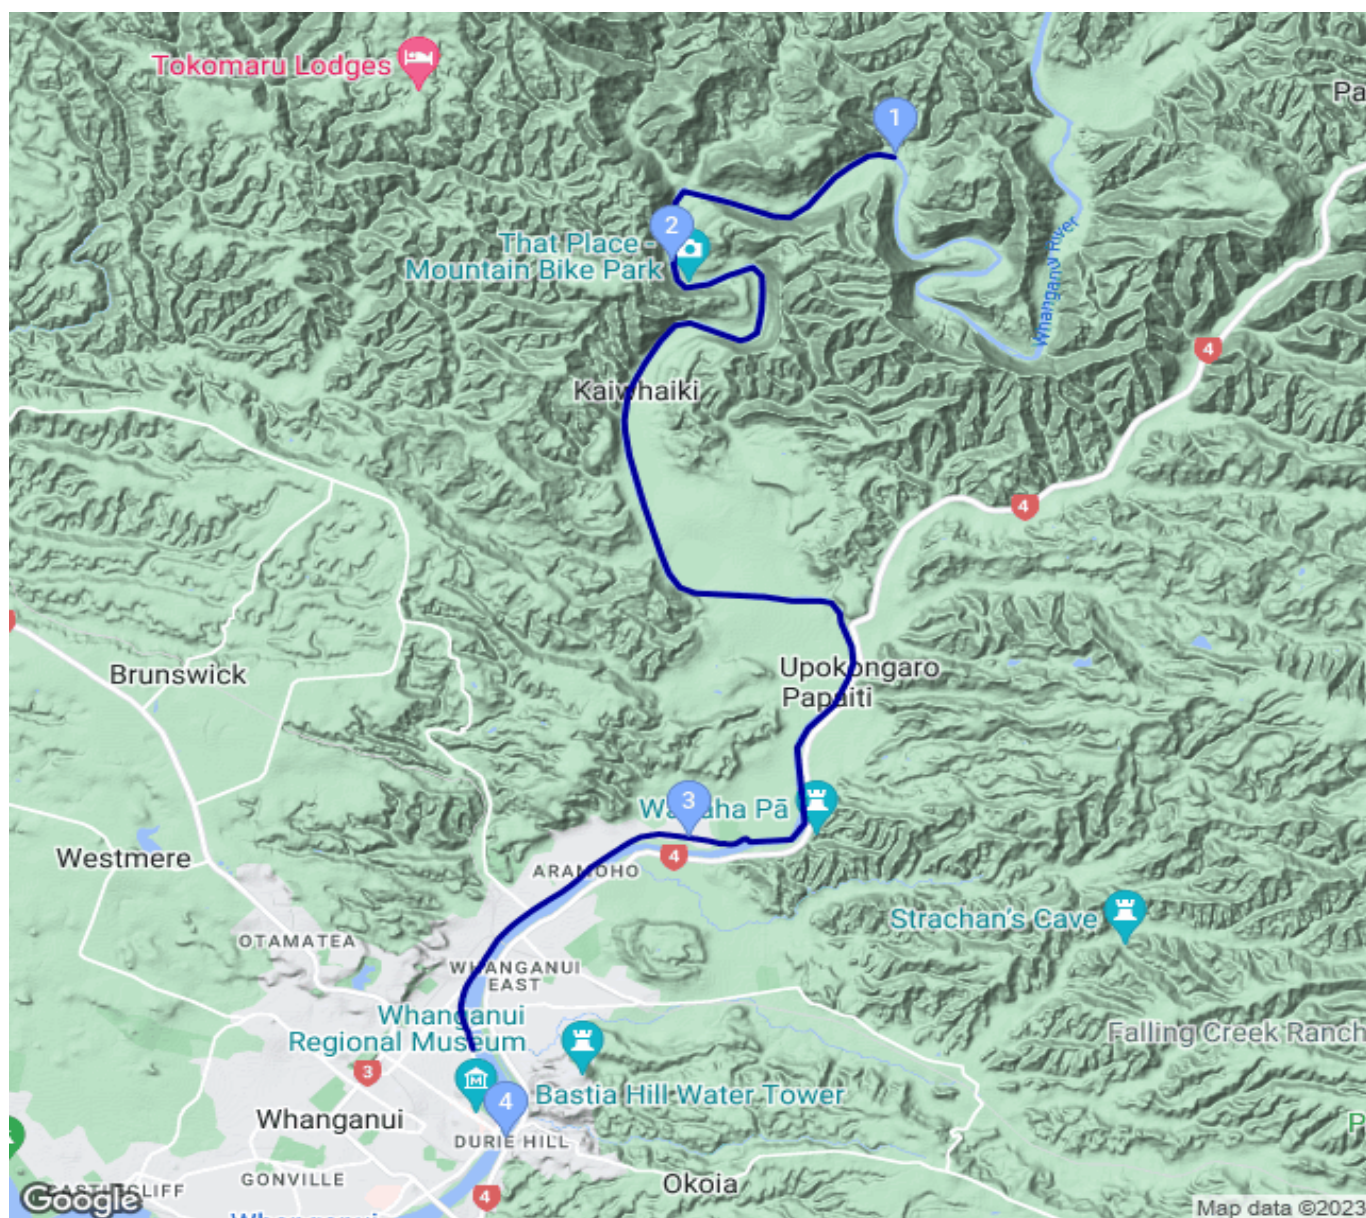 Tokomaru Lodges
Pa
1
2
That Place -
Mountain Bike Park
Whanganui River
4
Kaiwhaiki
4
Brunswick
Upokongaro
Papaiti
3
Pā
4
Westmere
ARAMOHO
Strachan's Cave
OTAMATEA
WHANGANUI
EAST
Whanganui
Regional Museum
Falling Creek Ranch
3
M
4
Bastia Hill Water Tower
Whanganui
DURIE HILL
P
GONVILLE
Okoia
4
Google
Whanganui
Map data ©2023